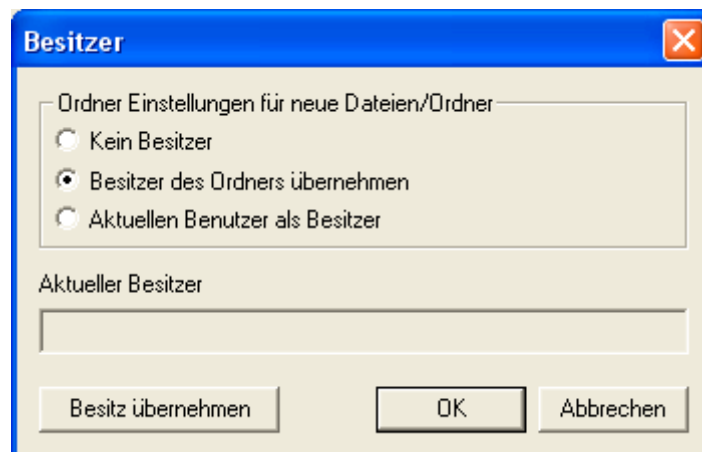 Besitzer
Ordner Einstellungen für neue Dateien/Ordner
Kein Besitzer
Besitzer des Ordners übernehmen
Aktuellen Benutzer als Besitzer
Aktueller Besitzer
Besitz übernehmen OK Abbrechen